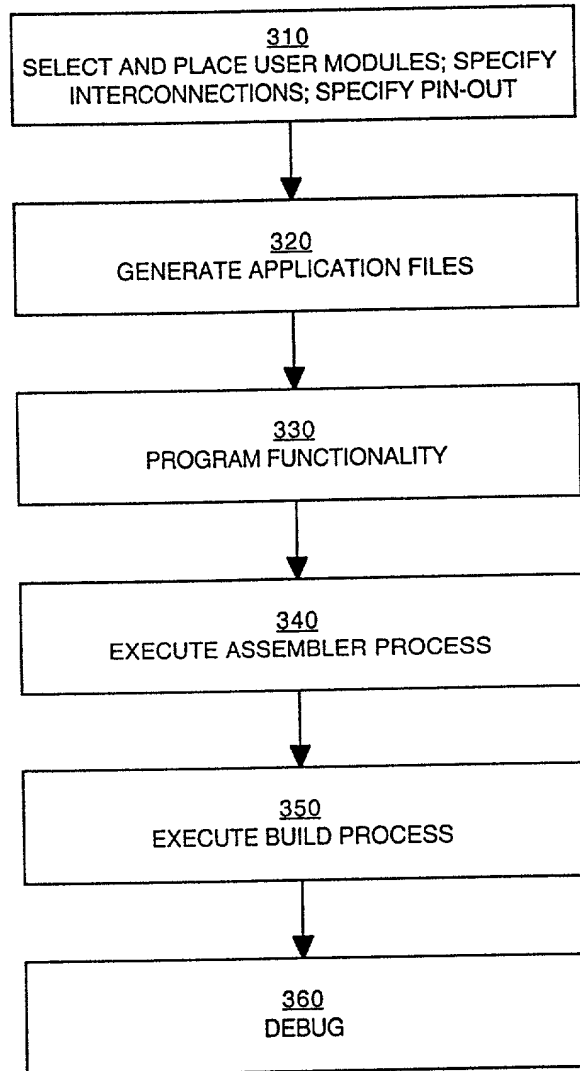 310
SELECT AND PLACE USER MODULES; SPECIFY
INTERCONNECTIONS; SPECIFY PIN-OUT
320
GENERATE APPLICATION FILES
330
PROGRAM FUNCTIONALITY
340
EXECUTE ASSEMBLER PROCESS
350
EXECUTE BUILD PROCESS
360
DEBUG